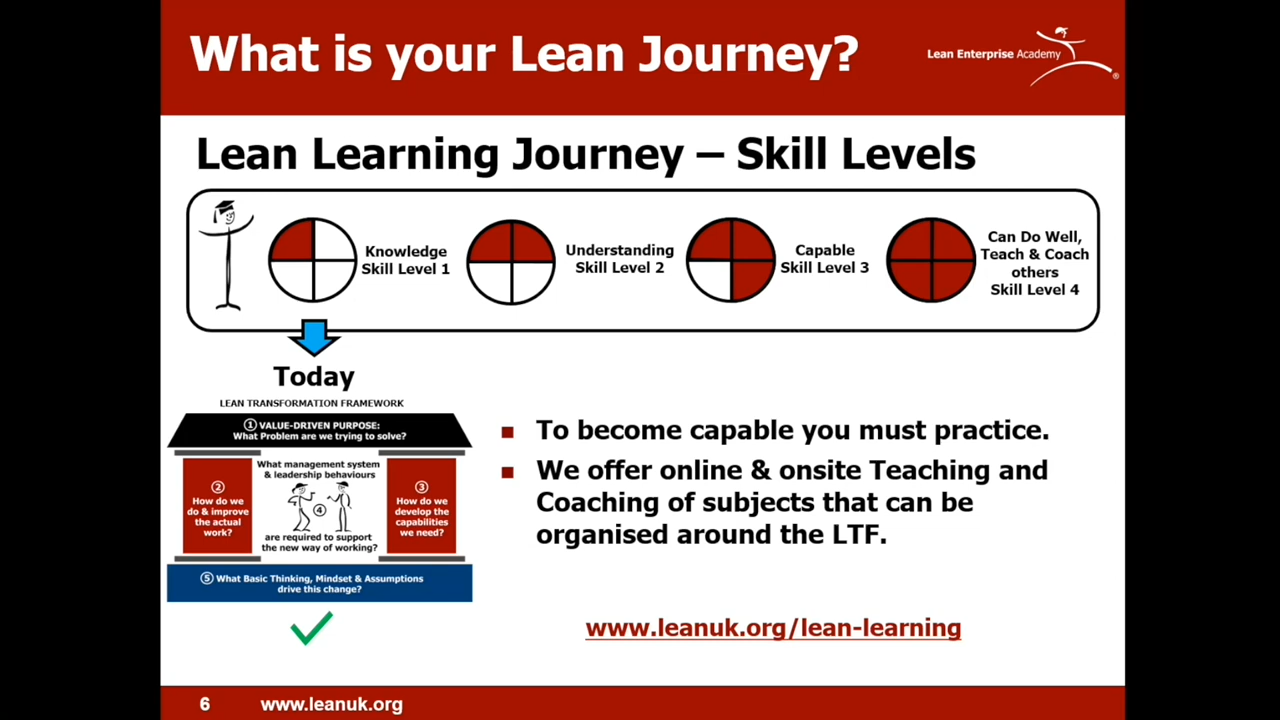 What is your Lean Journey?
Lean Enterprise Academy
®
Lean Learning Journey – Skill Levels
Knowledge
Skill Level 1
Understanding
Skill Level 2
Capable
Skill Level 3
Can Do Well,
Teach & Coach
others
Skill Level 4
Today
LEAN TRANSFORMATION FRAMEWORK
① VALUE-DRIVEN PURPOSE:
What Problem are we trying to solve?
②
How do we
do & improve
the actual
work?
What management system
& leadership behaviours
④
are required to support
the new way of working?
③
How do we
develop the
capabilities
we need?
⑤ What Basic Thinking, Mindset & Assumptions
drive this change?
To become capable you must practice.
We offer online & onsite Teaching and
Coaching of subjects that can be
organised around the LTF.
www.leanuk.org/lean-learning
6 www.leanuk.org